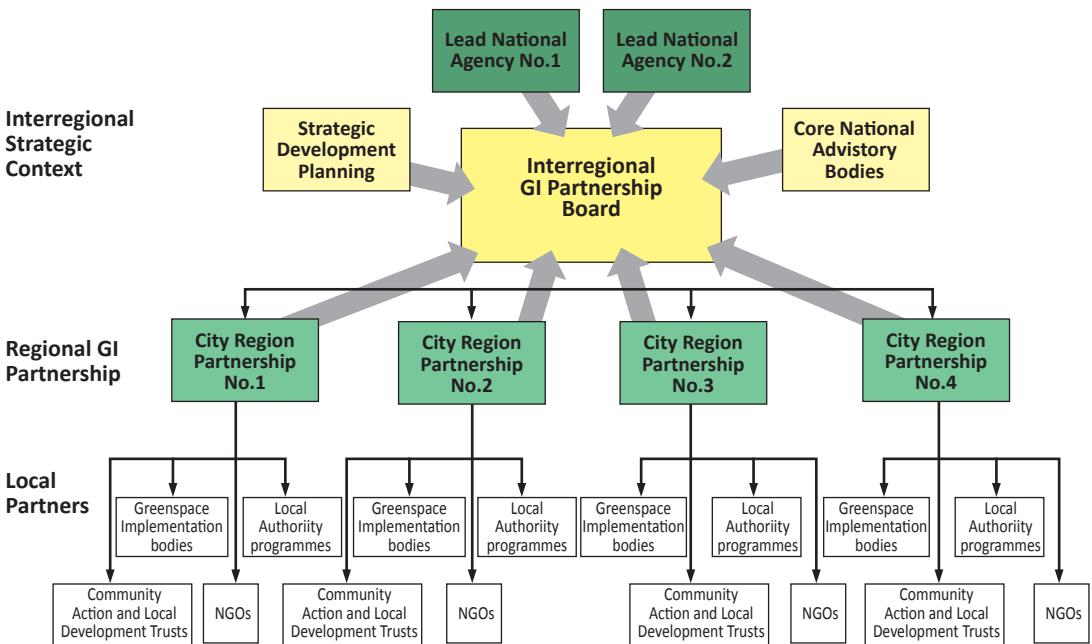 Lead National
Agency No.1
Lead National
Agency No.2
Interregional
Strategic
Context
Strategic
Development
Planning
Interregional
GI Partnership
Board
Core National
Advistory
Bodies
Regional GI
Partnership
City Region
Partnership
No.1
City Region
Partnership
No.2
City Region
Partnership
No.3
City Region
Partnership
No.4
Local
Partners
Greenspace
Implementation
bodies
Local
Authoriity
programmes
Greenspace
Implementation
bodies
Local
Authoriity
programmes
Greenspace
Implementation
bodies
Local
Authoriity
programmes
Greenspace
Implementation
bodies
Local
Authoriity
programmes
Community
Action and Local
Development Trusts
NGOs
Community
Action and Local
Development Trusts
NGOs
Community
Action and Local
Development Trusts
NGOs
Community
Action and Local
Development Trusts
NGOs